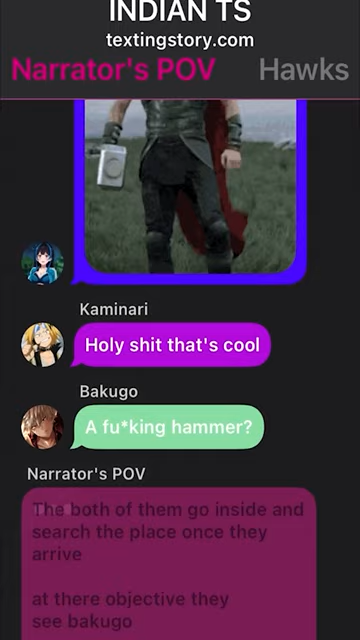 INDIAN TS
textingstory.com
Narrator's POV Hawks
Kaminari
Holy shit that's cool
Bakugo
A fu*king hammer?
Narrator's POV
The both of them go inside and
search the place once they
arrive
at there objective they
see bakugo